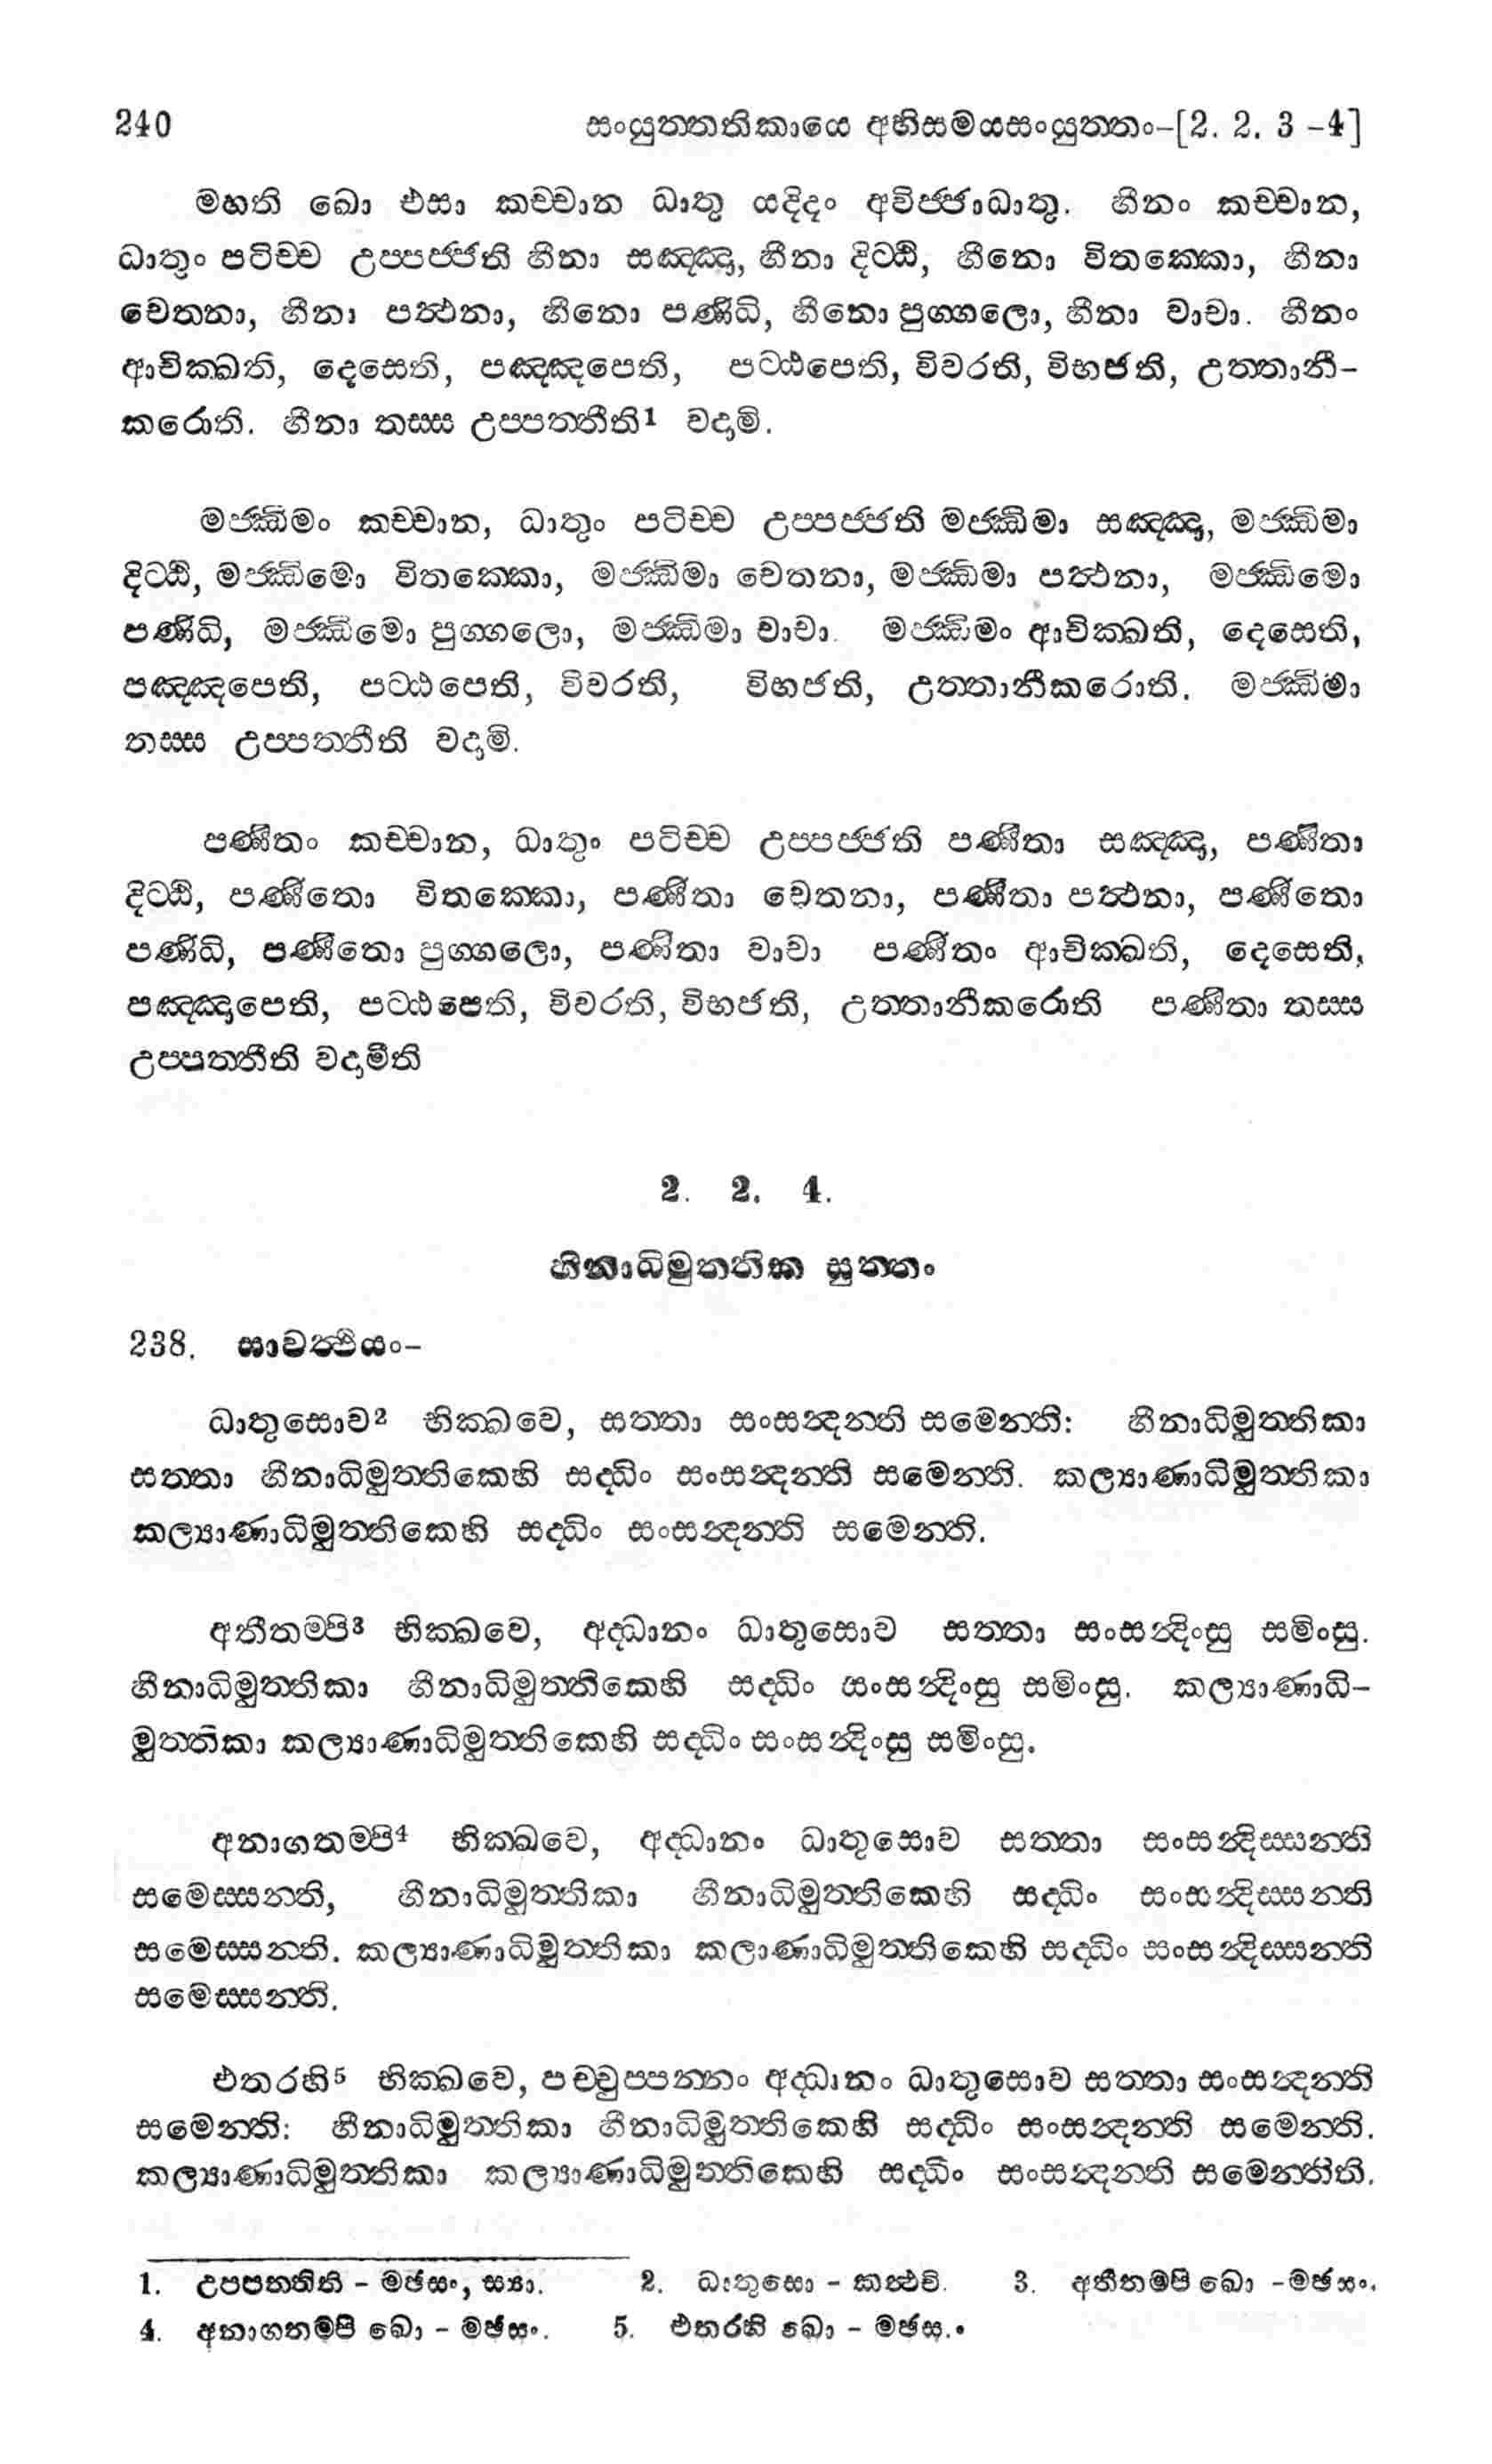 240 සංයුත්තනිකායෙ අභිසමයසංයුත්තං–[2. 2. 3 –4]
මහති ඛො එසා කච්චාන ධාතු යදිදං අවිජ්ජාධාතු. හීනං කච්චාන,
ධාතුං පටිච්ච උප්පජ්ජති හීනා සඤ්ඤා, හීනා දිට්ඨි, හීනො විතක්කො, හීනා
චෙතනා, හීනා පත්ථනා, හීනො පණිධි, හීනො පුග්ගලො, හීනා වාචා. හීනං
ආචික්ඛති, දෙසෙති, පඤ්ඤපෙති, පට්ඨපෙති, විවරති, විභජති, උත්තානී–
කරොති. හීනා තස්ස උප්පත්තීති1 වදාමි.
මජ්ඣිමං කච්චාන, ධාතුං පටිච්ච උප්පජ්ජති මජ්ඣිමා සඤ්ඤා, මජ්ඣිමා
දිට්ඨි, මජ්ඣිමො විතක්කො, මජ්ඣිමා චෙතනා, මජ්ඣිමා පත්ථනා, මජ්ඣිමො
පණිධි, මජ්ඣිමො පුග්ගලො, මජ්ඣිමා වාචා. මජ්ඣිමං ආචික්ඛති, දෙසෙති,
පඤ්ඤපෙති, පට්ඨපෙති, විවරති, විභජති, උත්තානීකරොති. මජ්ඣිමා
තස්ස උප්පත්තීති වදාමි.
පණීතං කච්චාන, ධාතුං පටිච්ච උප්පජ්ජති පණීතා සඤ්ඤා, පණීතා
දිට්ඨි, පණීතො විතක්කො, පණීතා චෙතනා, පණීතා පත්ථනා, පණීතො
පණිධි, පණීතො පුග්ගලො, පණීතා වාචා පණීතං ආචික්ඛති, දෙසෙති,
පඤ්ඤාපෙති, පට්ඨපෙති, විවරති, විභජති, උත්තානීකරොති පණීතා තස්ස
උප්පත්තීති වදාමීති
2. 2. 4.
හීනාධිමුත්තික සුත්තං
238. සාවත්ථියං–
ධාතුසොව2 භික්ඛවෙ, සත්තා සංසන්දන්ති සමෙන්ති: හීනාධිමුත්තිකා
සත්තා හීනාධිමුත්තිකෙහි සද්ධිං සංසන්දන්ති සමෙන්ති. කල්‍යාණාධිමුත්තිකා
කල්‍යාණාධිමුත්තිකෙහි සද්ධිං සංසන්දන්ති සමෙන්ති.
අතීතම්පි3 භික්ඛවෙ, අද්ධානං ධාතුසොව සත්තා සංසන්දිංසු සමිංසු.
හීනාධිමුත්තිකා හීනාධිමුත්තිකෙහි සද්ධිං සංසන්දිංසු සමිංසු. කල්‍යාණාධි–
මුත්තිකා කල්‍යාණාධිමුත්තිකෙහි සද්ධිං සංසන්දිංසු සමිංසු.
අනාගතම්පි4 භික්ඛවෙ, අද්ධානං ධාතුසොව සත්තා සංසන්දිස්සන්ති
සමෙස්සන්ති, හීනාධිමුත්තිකා හීනාධිමුත්තිකෙහි සද්ධිං සංසන්දිස්සන්ති
සමෙස්සන්ති. කල්‍යාණාධිමුත්තිකා කලාණාධිමුත්තිකෙහි සද්ධිං සංසන්දිස්සන්ති
සමෙස්සන්ති.
එතරහි5 භික්ඛවෙ, පච්චුප්පන්නං අද්ධානං ධාතුසොව සත්තා සංසන්දන්ති
සමෙන්ති: හීනාධිමුත්තිකා හීනාධිමුත්තිකෙහි සද්ධිං සංසන්දන්ති සමෙන්ති.
කල්‍යාණාධිමුත්තිකා කල්‍යාණාධිමුත්තිකෙහි සද්ධිං සංසන්දන්ති සමෙන්තීති.
1. උපපත්තිති – මඡසං, ස්‍යා. 2. ධාතුසො – කත්ථචි. 3. අතීතම්පි ඛො –මඡසං.
4. අනාගතම්පි ඛො – මඡසං. 5. එතරහි ඛො – මඡස.ං